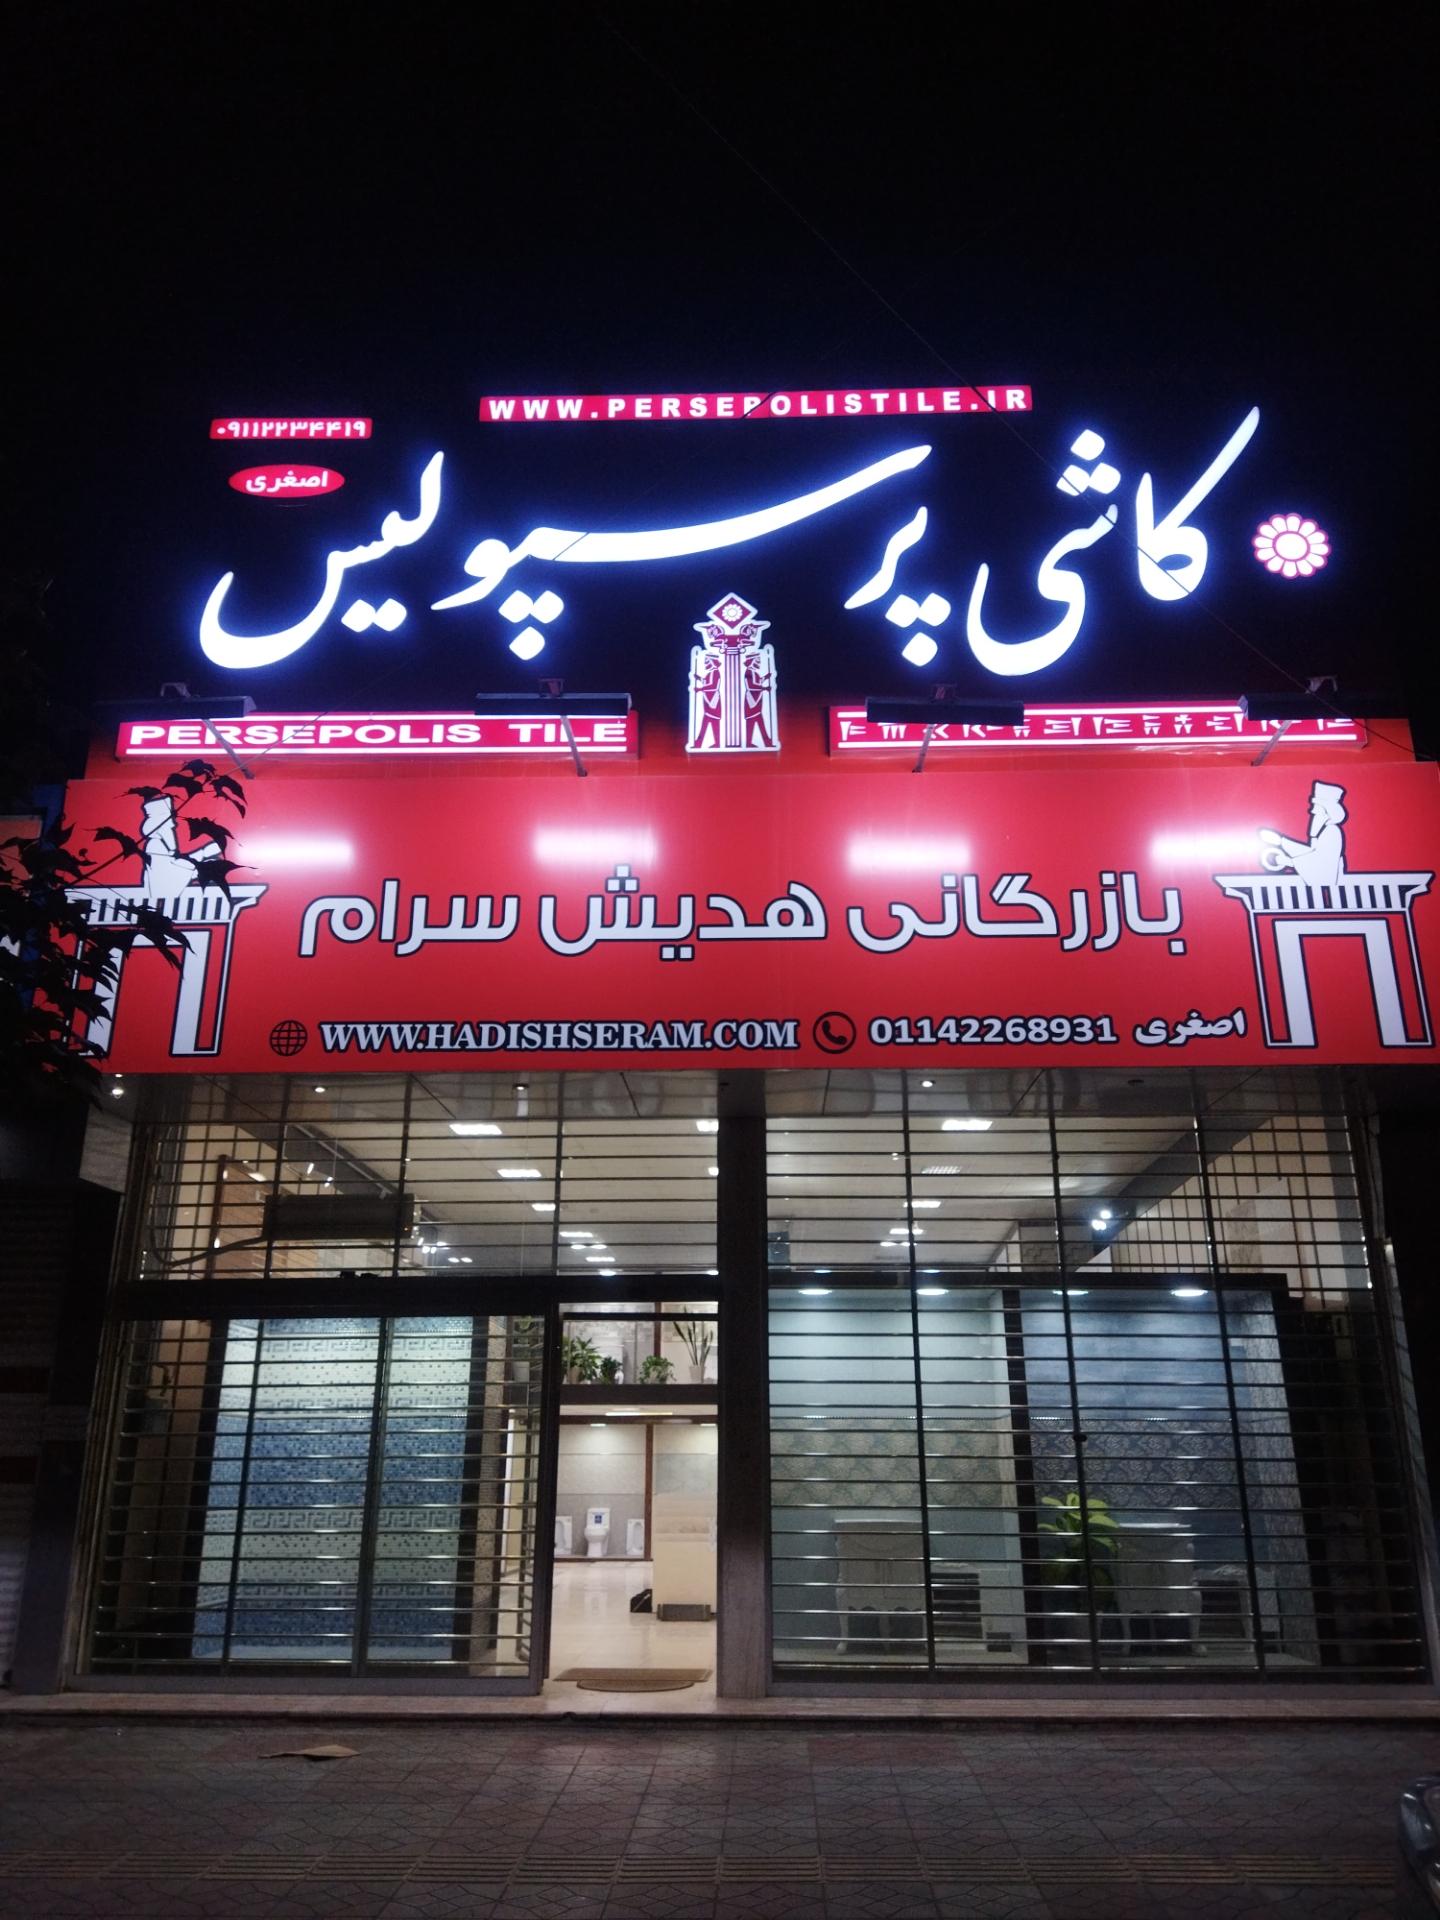 WWW.PERSEPOLISTILE.IR
۰۹۱۱۲۲۳۴۴۱۹
اصغری
کاشی پرسپولیس
PERSEPOLIS TILE
بازرگانی هدیش سرام
اصغری 01142268931
WWW.HADISHSERAM.COM